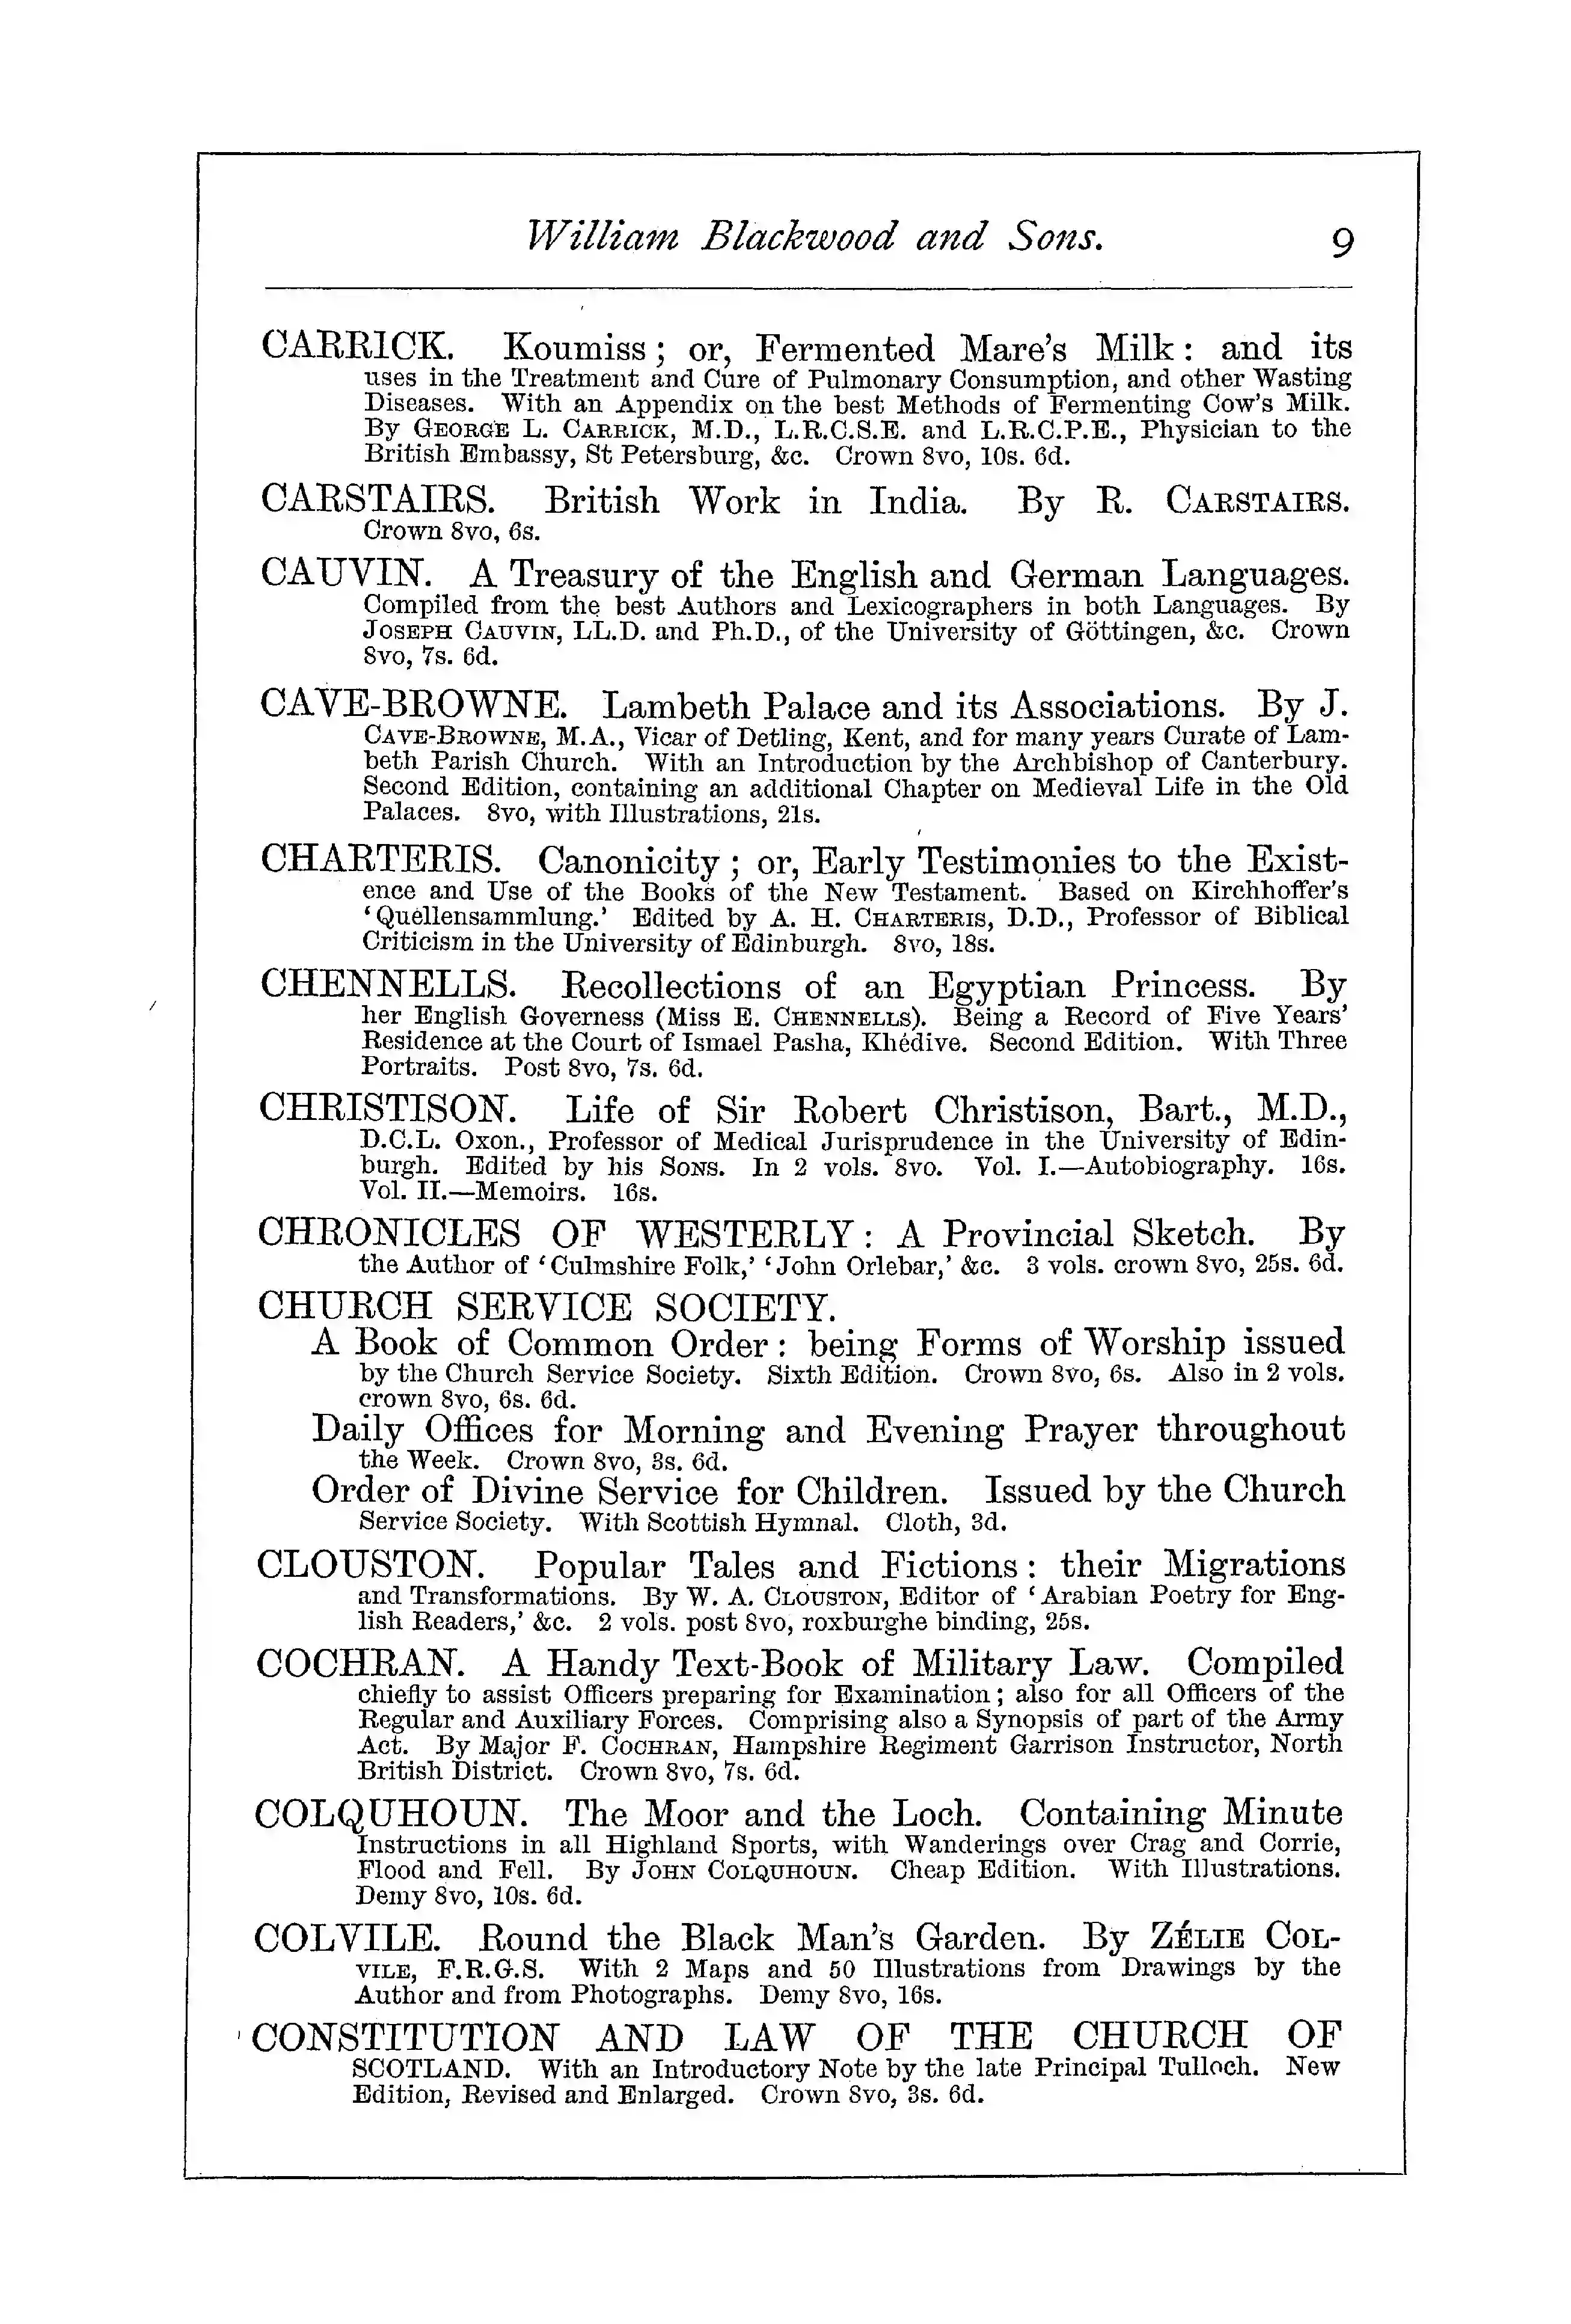 William Blackwood and Sons. 9
CARRICK. Koumiss; or, Fermented Mare's Milk: and its
uses in the Treatment and Cure of Pulmonary Consumption, and other Wasting
Diseases. With an Appendix on the best Methods of Fermenting Cow's Milk.
By GEORGE L. CARRICK, M.D., L.R.C.S.E. and L.R.C.P.E., Physician to the
British Embassy, St Petersburg, &c. Crown 8vo, 10s. 6d.
CARSTAIRS. British Work in India. By R. CARSTAIRS.
Crown 8vo, 6s.
CAUVIN. A Treasury of the English and German Languages.
Compiled from the best Authors and Lexicographers in both Languages. By
JOSEPH CAUVIN, LL.D. and Ph.D., of the University of Göttingen, &c. Crown
8vo, 7s. 6d.
CAVE-BROWNE. Lambeth Palace and its Associations. By J.
CAVE-BROWNE, M.A., Vicar of Detling, Kent, and for many years Curate of Lam-
beth Parish Church. With an Introduction by the Archbishop of Canterbury.
Second Edition, containing an additional Chapter on Medieval Life in the Old
Palaces. 8vo, with Illustrations, 21s.
CHARTERIS. Canonicity; or, Early Testimonies to the Exist-
ence and Use of the Books of the New Testament. Based on Kirchhoffer's
'Quellensammlung.' Edited by A. H. CHARTERIS, D.D., Professor of Biblical
Criticism in the University of Edinburgh. 8vo, 18s.
CHENNELLS. Recollections of an Egyptian Princess. By
her English Governess (Miss E. CHENNELLS). Being a Record of Five Years'
Residence at the Court of Ismael Pasha, Khédive. Second Edition. With Three
Portraits. Post 8vo, 7s. 6d.
CHRISTISON. Life of Sir Robert Christison, Bart., M.D.,
D.C.L. Oxon., Professor of Medical Jurisprudence in the University of Edin-
burgh. Edited by his SONS. In 2 vols. 8vo. Vol. I.—Autobiography. 16s.
Vol. II.—Memoirs. 16s.
CHRONICLES OF WESTERLY: A Provincial Sketch. By
the Author of 'Culmshire Folk,' 'John Orlebar,' &c. 3 vols. crown 8vo, 25s. 6d.
CHURCH SERVICE SOCIETY.
A Book of Common Order: being Forms of Worship issued
by the Church Service Society. Sixth Edition. Crown 8vo, 6s. Also in 2 vols.
crown 8vo, 6s. 6d.
Daily Offices for Morning and Evening Prayer throughout
the Week. Crown 8vo, 3s. 6d.
Order of Divine Service for Children. Issued by the Church
Service Society. With Scottish Hymnal. Cloth, 3d.
CLOUSTON. Popular Tales and Fictions: their Migrations
and Transformations. By W. A. CLOUSTON, Editor of 'Arabian Poetry for Eng-
lish Readers,' &c. 2 vols. post 8vo, roxburghe binding, 25s.
COCHRAN. A Handy Text-Book of Military Law. Compiled
chiefly to assist Officers preparing for Examination; also for all Officers of the
Regular and Auxiliary Forces. Comprising also a Synopsis of part of the Army
Act. By Major F. COCHRAN, Hampshire Regiment Garrison Instructor, North
British District. Crown 8vo, 7s. 6d.
COLQUHOUN. The Moor and the Loch. Containing Minute
Instructions in all Highland Sports, with Wanderings over Crag and Corrie,
Flood and Fell. By JOHN COLQUHOUN. Cheap Edition. With Illustrations.
Demy 8vo, 10s. 6d.
COLVILE. Round the Black Man's Garden. By ZÉLIE COL-
VILE, F.R.G.S. With 2 Maps and 50 Illustrations from Drawings by the
Author and from Photographs. Demy 8vo, 16s.
CONSTITUTION AND LAW OF THE CHURCH OF
SCOTLAND. With an Introductory Note by the late Principal Tulloch. New
Edition, Revised and Enlarged. Crown 8vo, 3s. 6d.